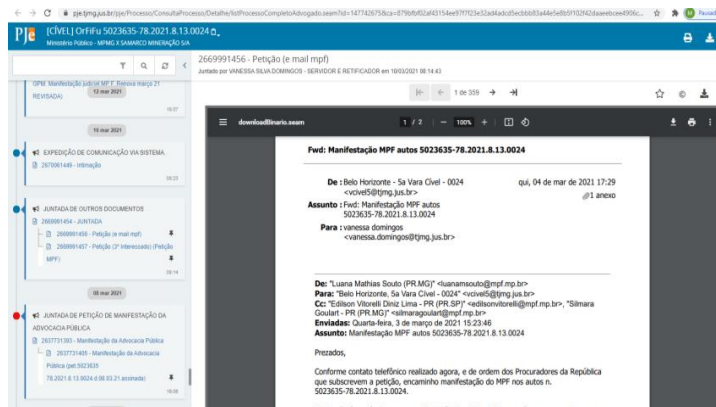 pje.tjmg.jus.br/pje/Processo/ConsultaProcesso/Detalhe/listProcessoCompletoAdvogado.seam?id=
PJe
[CÍVEL] OrFiFu 5023635-78.2021.8.13.0024
Ministério Público - MPMG X SAMARCO MINERAÇÃO S/A
2669991456 - Petição (e mail mpf)
Juntado por VANESSA SILVA DOMINGOS - SERVIDOR E RETIFICADOR em 10/03/2021 08:14:43
1 de 359
REVISADA)
12 mar 2021
10 mar 2021
EXPEDIÇÃO DE COMUNICAÇÃO VIA SISTEMA
Intimação
JUNTADA DE OUTROS DOCUMENTOS
2669991454 - JUNTADA
2669991456 - Petição (e mail mpf)
2669991457 - Petição (3º Interessado) (Petição
MPF)
08:14
JUNTADA DE PETIÇÃO DE MANIFESTAÇÃO DA
ADVOCACIA PÚBLICA
Manifestação da Advocacia Pública
Manifestação da Advocacia
Pública (pet 5023635
78.2021.8.13.0024 d 08.03.21 assinada)
downloadBinario.seam
1 / 2
100%
Fwd: Manifestação MPF autos 5023635-78.2021.8.13.0024
De : Belo Horizonte - 5a Vara Cível - 0024
<vcivel5@tjmg.jus.br>
qui, 04 de mar de 2021 17:29
1 anexo
Assunto : Fwd: Manifestação MPF autos
5023635-78.2021.8.13.0024
Para : vanessa domingos
<vanessa.domingos@tjmg.jus.br>
De: "Luana Mathias Souto (PR.MG)" <luanamsouto@mpf.mp.br>
Para: "Belo Horizonte, 5a Vara Cível - 0024" <vcivel5@tjmg.jus.br>
Cc: "Edilson Vitorelli Diniz Lima - PR (PR.SP)" <edilsonvitorelli@mpf.mp.br>, "Silmara
Goulart - PR (PR.MG)" <silmaragoulart@mpf.mp.br>
Enviadas: Quarta-feira, 3 de março de 2021 15:23:46
Assunto: Manifestação MPF autos 5023635-78.2021.8.13.0024
Prezados,
Conforme contato telefônico realizado agora, e de ordem dos Procuradores da República
que subscrevem a petição, encaminho manifestação do MPF nos autos n.
5023635-78.2021.8.13.0024.